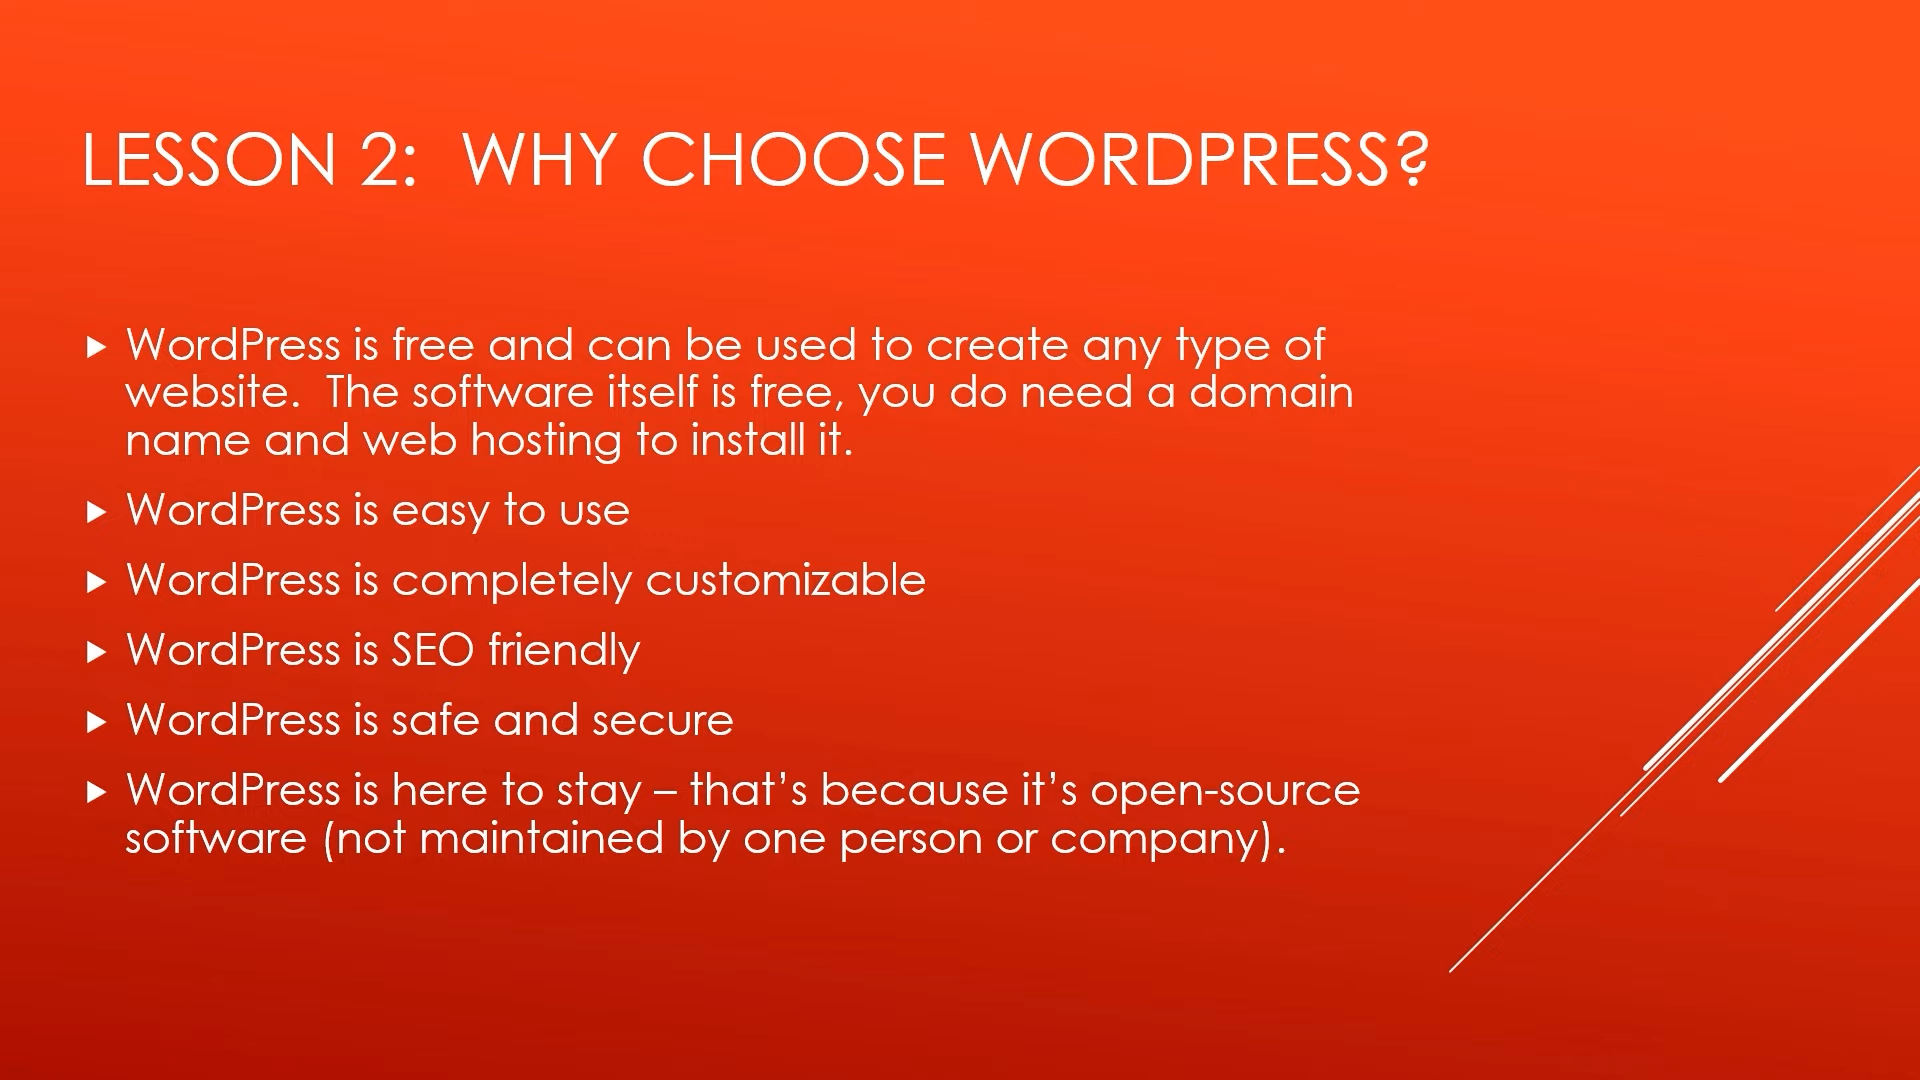 LESSON 2:  WHY CHOOSE WORDPRESS?
WordPress is free and can be used to create any type of
website.  The software itself is free, you do need a domain
name and web hosting to install it.
WordPress is easy to use
WordPress is completely customizable
WordPress is SEO friendly
WordPress is safe and secure
WordPress is here to stay – that’s because it’s open-source
software (not maintained by one person or company).